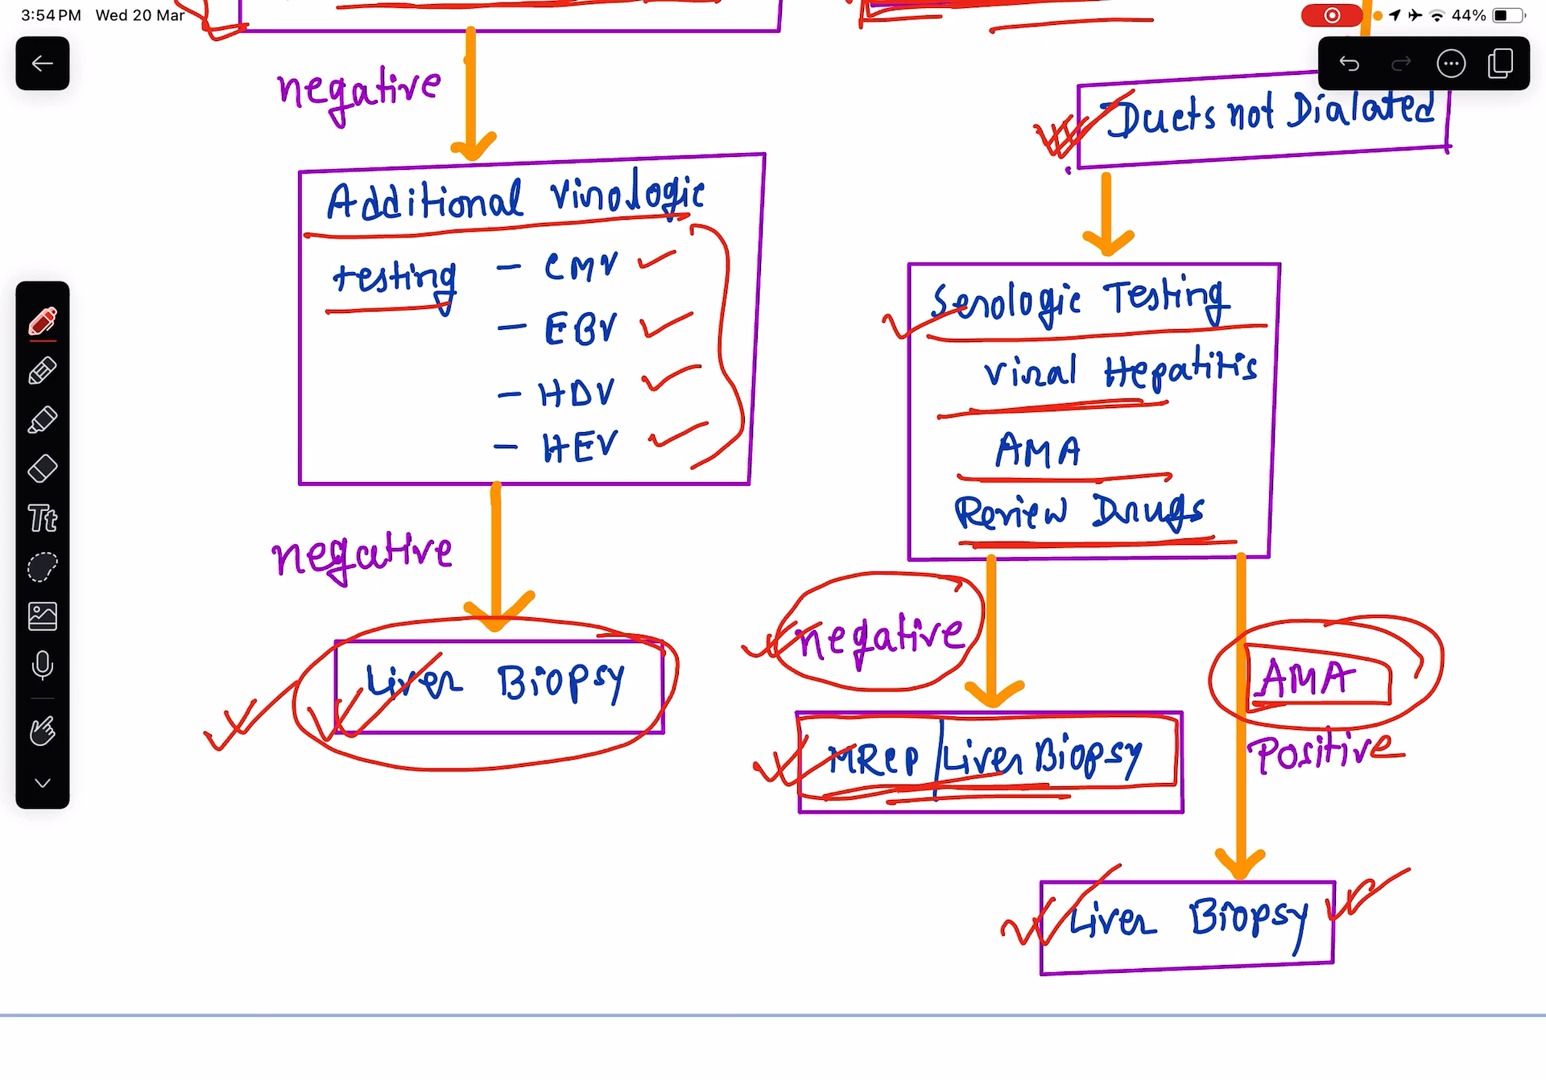 3:54 PM Wed 20 Mar
44%
negative
Additional virologic
testing - CMV
- EBV
- HDV
- HEV
negative
Liver Biopsy
Ducts not Dialated
Serologic Testing
Viral Hepatitis
AMA
Review Drugs
negative
AMA
Positive
MRCP | Liver Biopsy
Liver Biopsy
Tt